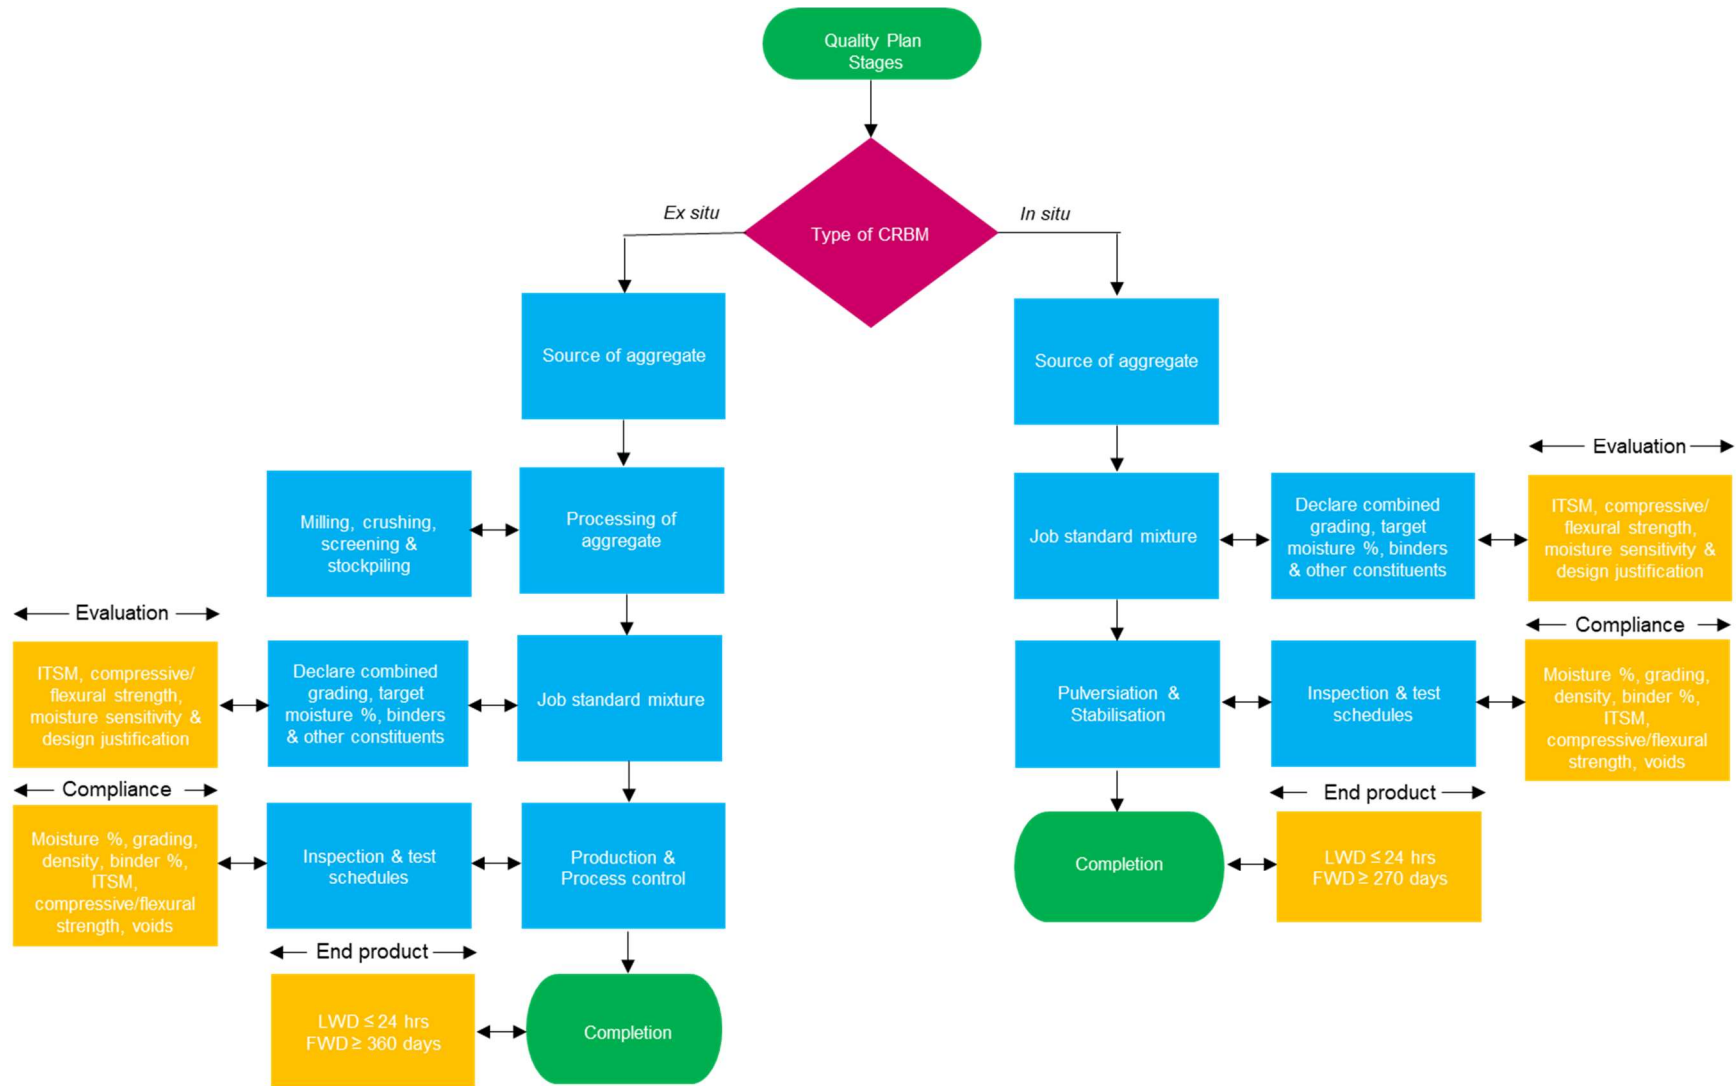 Quality Plan
Stages
Type of CRBM
Ex situ
In situ
Source of aggregate
Processing of
aggregate
Milling, crushing,
screening &
stockpiling
Job standard mixture
Declare combined
grading, target
moisture %, binders
& other constituents
Evaluation
ITSM, compressive/
flexural strength,
moisture sensitivity &
design justification
Production &
Process control
Inspection & test
schedules
Compliance
Moisture %, grading,
density, binder %,
ITSM,
compressive/flexural
strength, voids
Completion
End product
LWD ≤ 24 hrs
FWD ≥ 360 days
Source of aggregate
Job standard mixture
Declare combined
grading, target
moisture %, binders
& other constituents
Evaluation
ITSM, compressive/
flexural strength,
moisture sensitivity &
design justification
Pulversiation &
Stabilisation
Inspection & test
schedules
Compliance
Moisture %, grading,
density, binder %,
ITSM,
compressive/flexural
strength, voids
Completion
End product
LWD ≤ 24 hrs
FWD ≥ 270 days